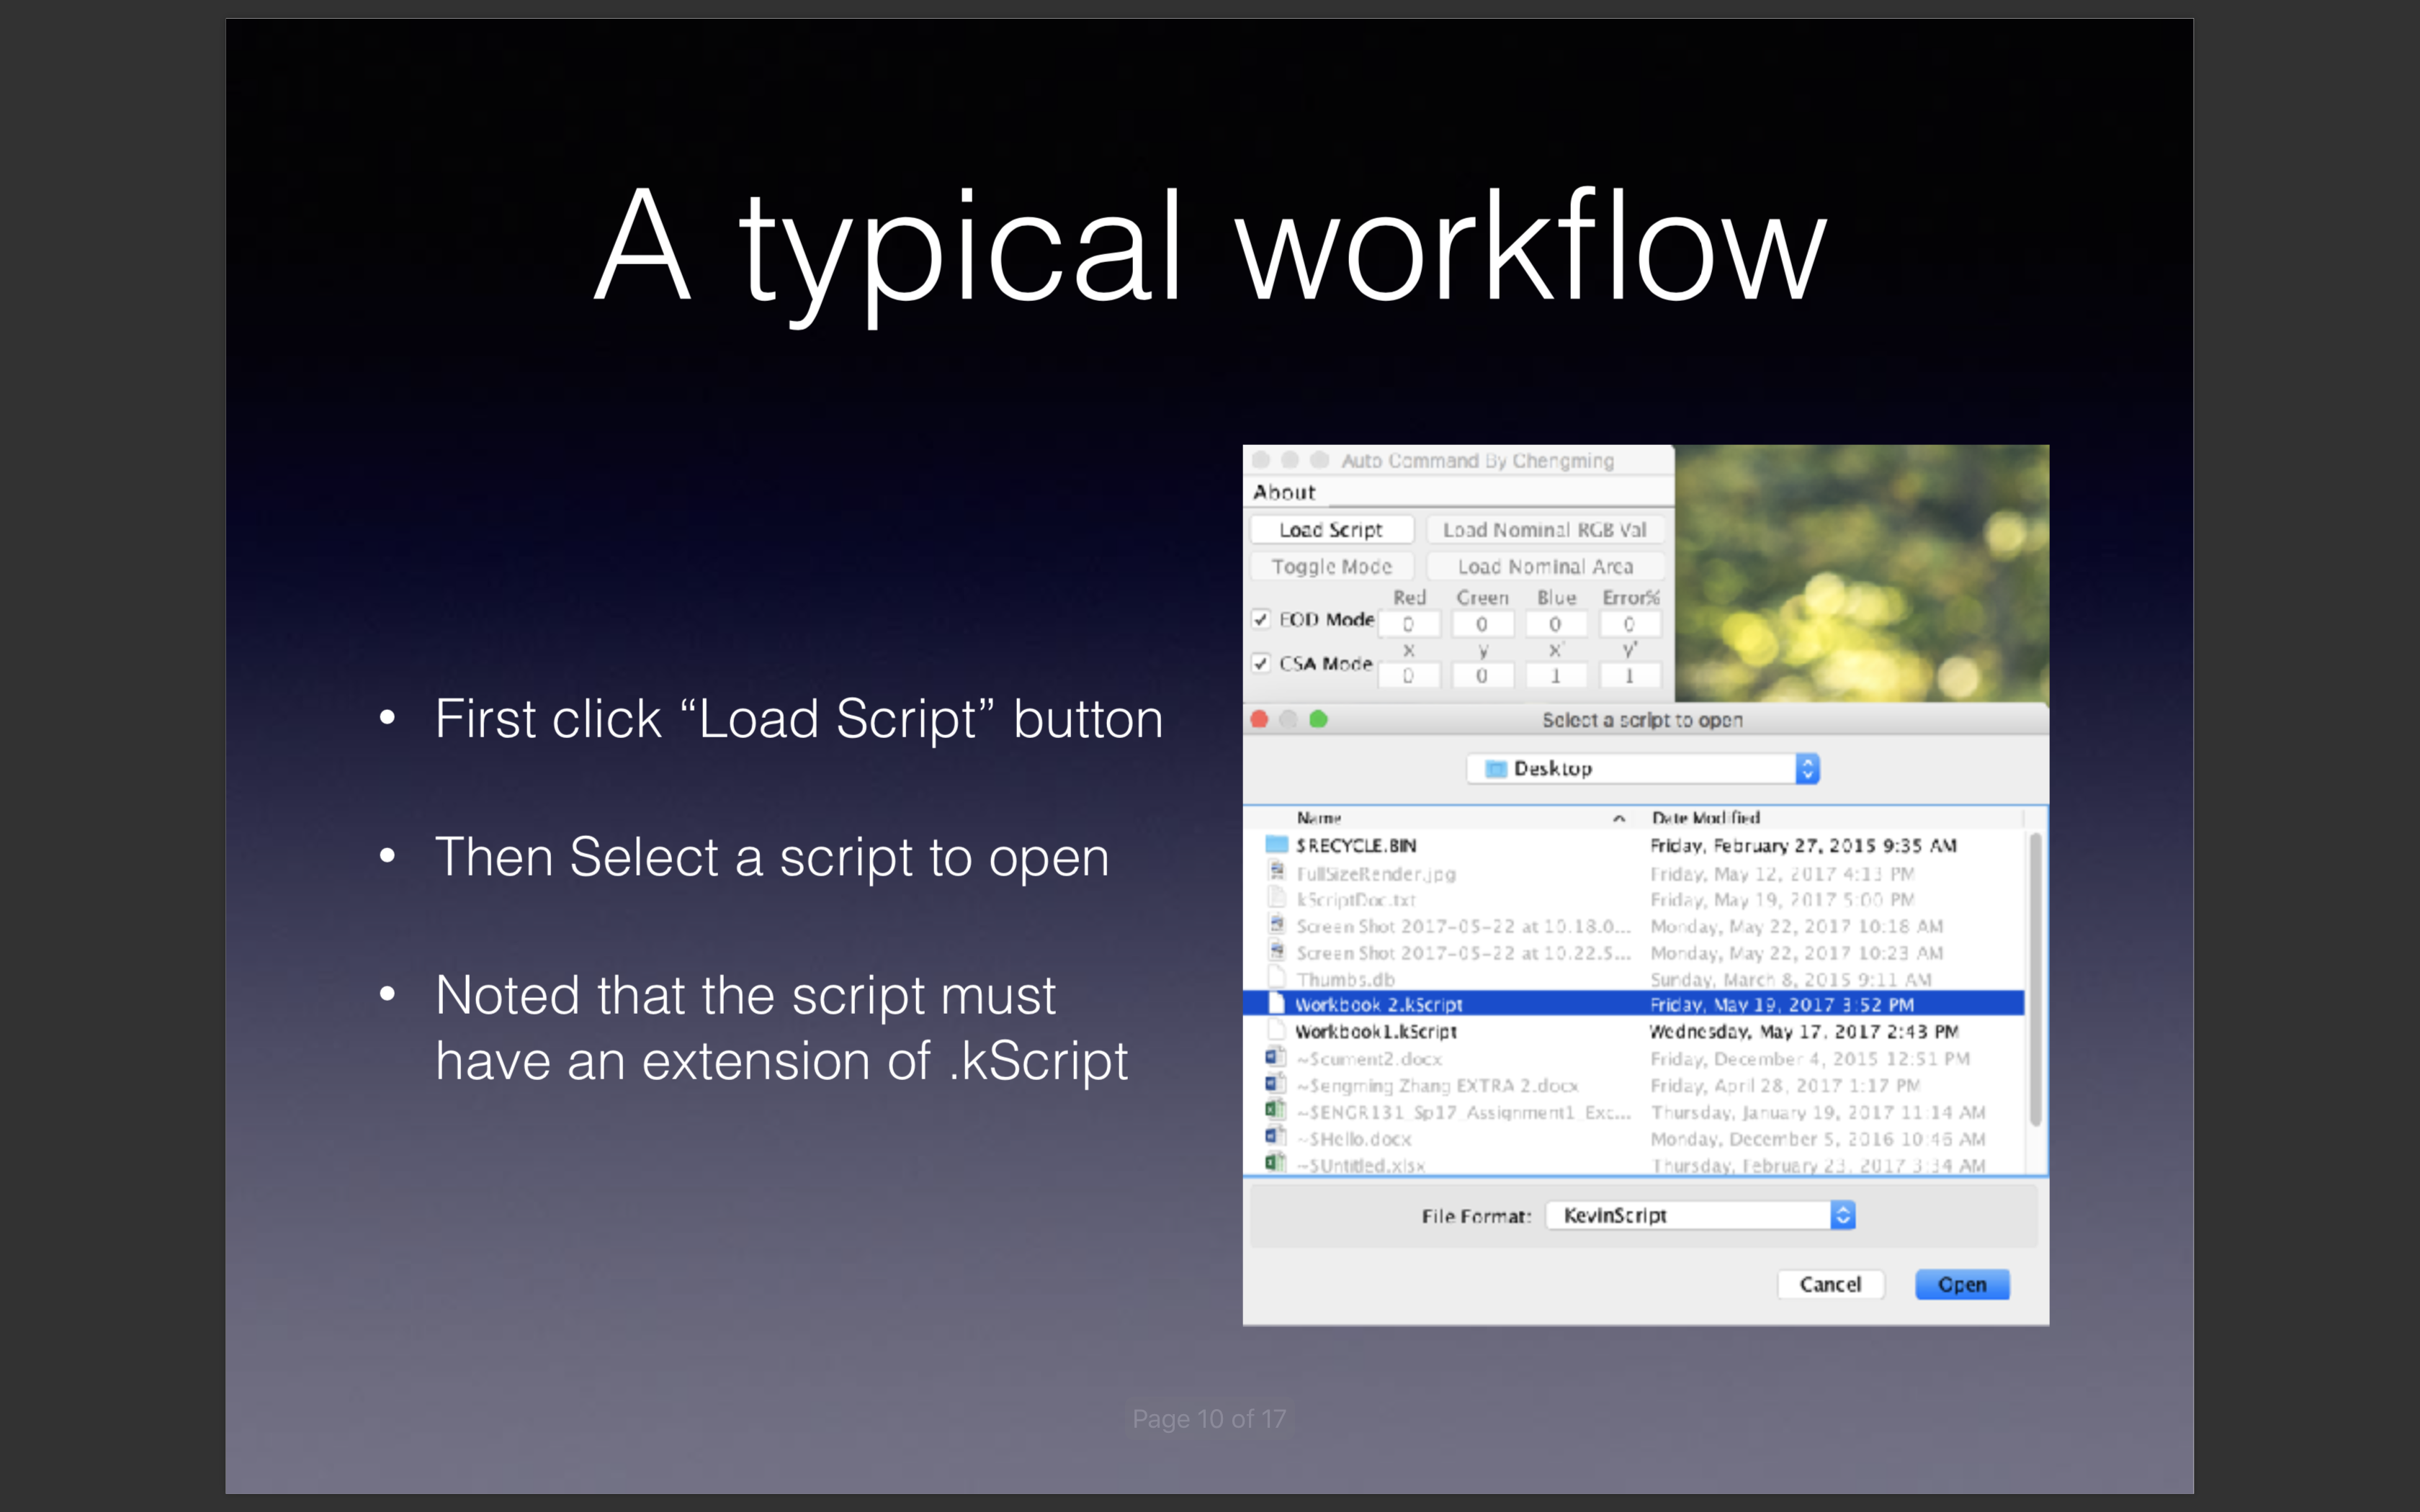 A typical workflow
• First click “Load Script” button
• Then Select a script to open
• Noted that the script must
have an extension of .kScript
Auto Command By Chengming
About
Load Script Load Nominal RGB Val
Toggle Mode Load Nominal Area
Red Green Blue Error%
EOD Mode 0 0 0 0
x y x' y'
CSA Mode 0 0 1 1
Select a script to open
Desktop
Name Date Modified
$RECYCLE.BIN Friday, February 27, 2015 9:35 AM
FullSizeRender.jpg Friday, May 12, 2017 4:13 PM
kScriptDoc.txt Friday, May 19, 2017 5:00 PM
Screen Shot 2017-05-22 at 10.18.0... Monday, May 22, 2017 10:18 AM
Screen Shot 2017-05-22 at 10.22.5... Monday, May 22, 2017 10:23 AM
Thumbs.db Sunday, March 8, 2015 9:11 AM
Workbook 2.kScript Friday, May 19, 2017 3:52 PM
Workbook1.kScript Wednesday, May 17, 2017 2:43 PM
~$cument2.docx Friday, December 4, 2015 12:51 PM
~$engming Zhang EXTRA 2.docx Friday, April 28, 2017 1:17 PM
~$ENGR131_Sp17_Assignment1_Exc... Thursday, January 19, 2017 11:14 AM
~$Hello.docx Monday, December 5, 2016 10:46 AM
~$Untitled.xlsx Thursday, February 23, 2017 3:34 AM
File Format: KevinScript
Cancel Open
Page 10 of 17